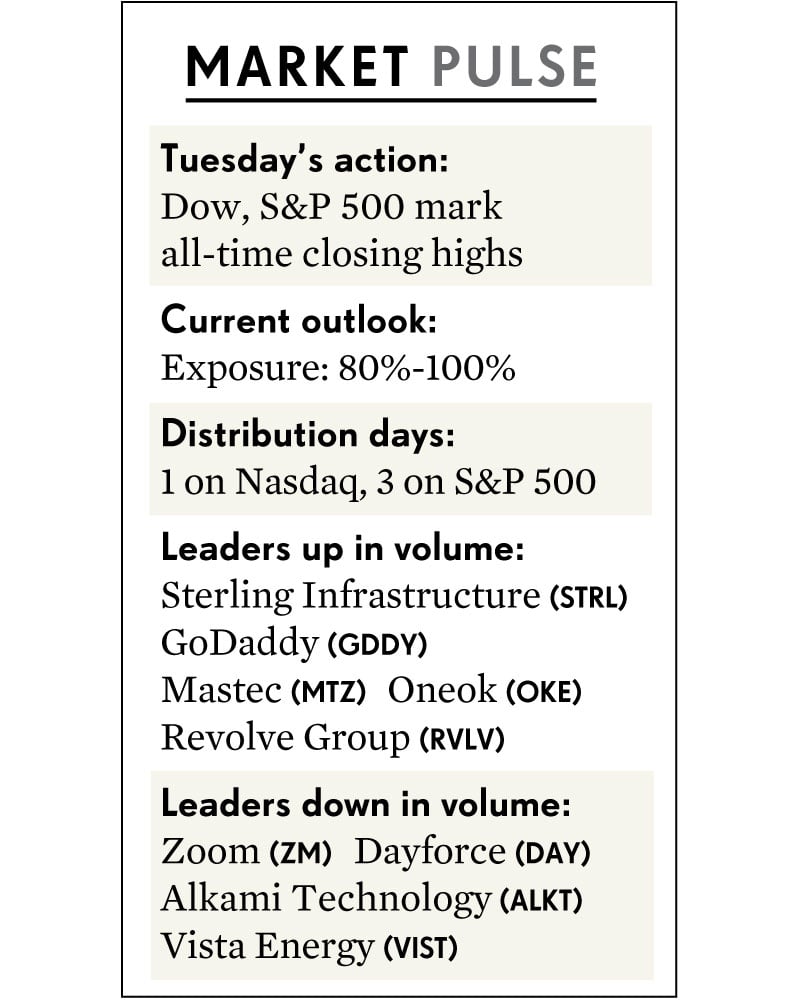 MARKET PULSE
Tuesday's action:
Dow, S&P 500 mark
all-time closing highs
Current outlook:
Exposure: 80%-100%
Distribution days:
1 on Nasdaq, 3 on S&P 500
Leaders up in volume:
Sterling Infrastructure (STRL)
GoDaddy (GDDY)
Mastec (MTZ) Oneok (OKE)
Revolve Group (RVLV)
Leaders down in volume:
Zoom (ZM) Dayforce (DAY)
Alkami Technology (ALKT)
Vista Energy (VIST)